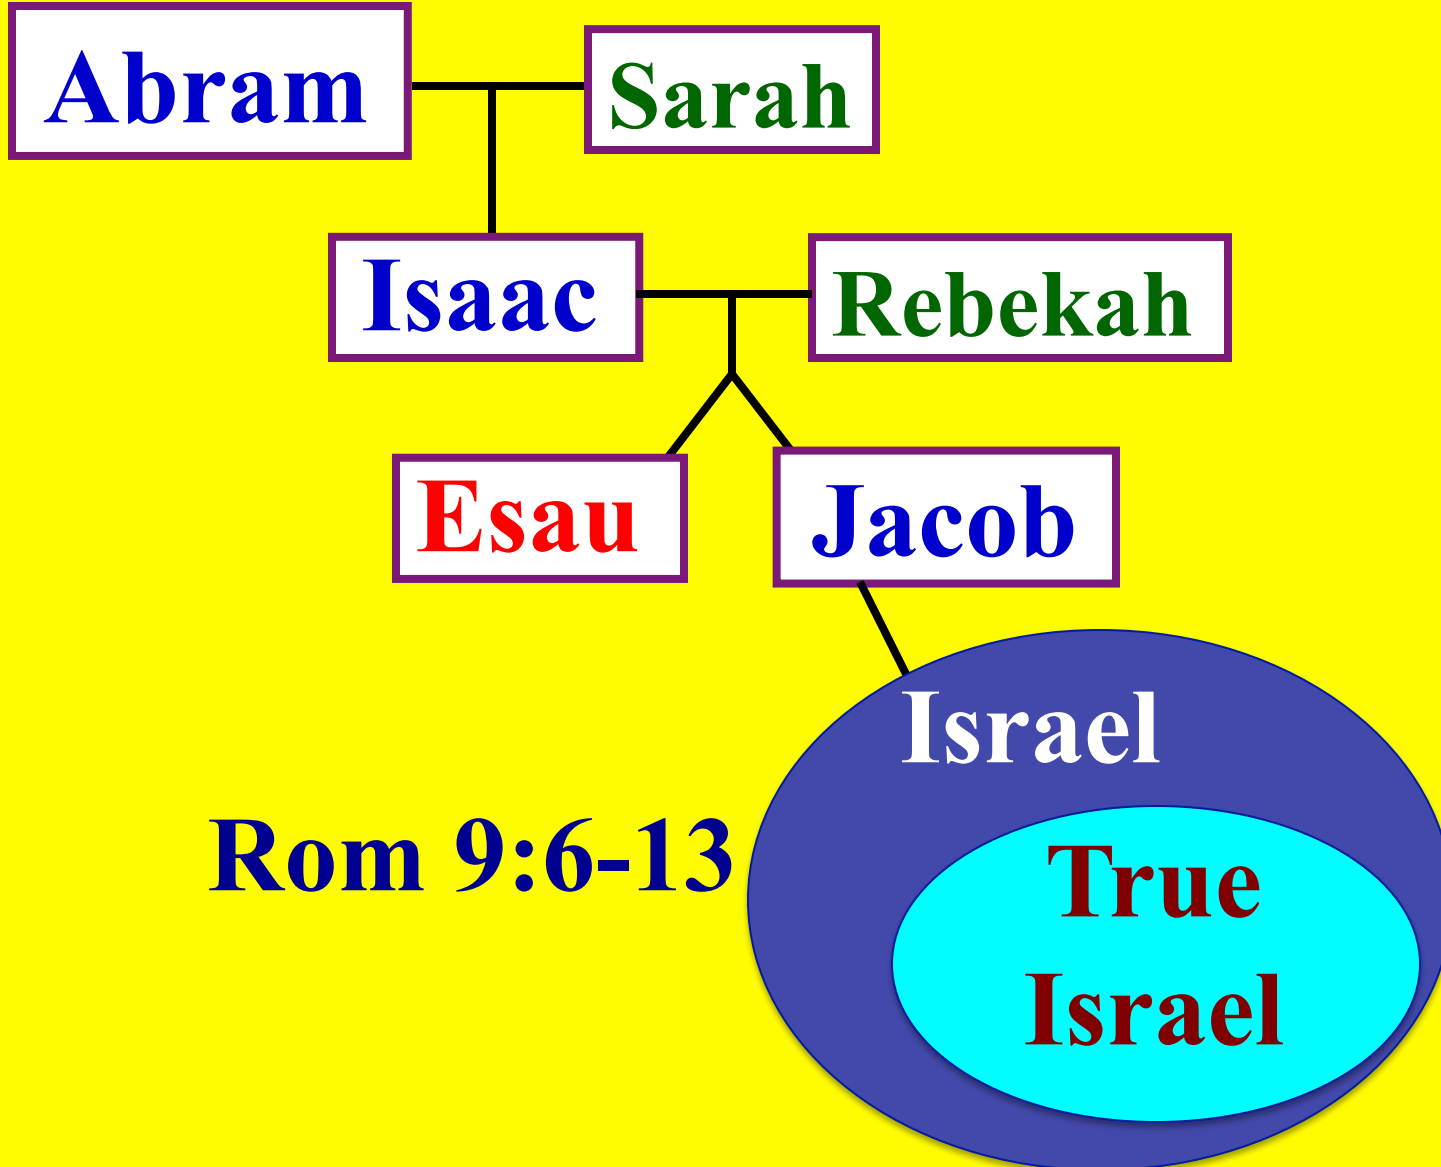 Abram
Sarah
Isaac
Rebekah
Esau
Jacob
Israel
Rom 9:6-13
True
Israel